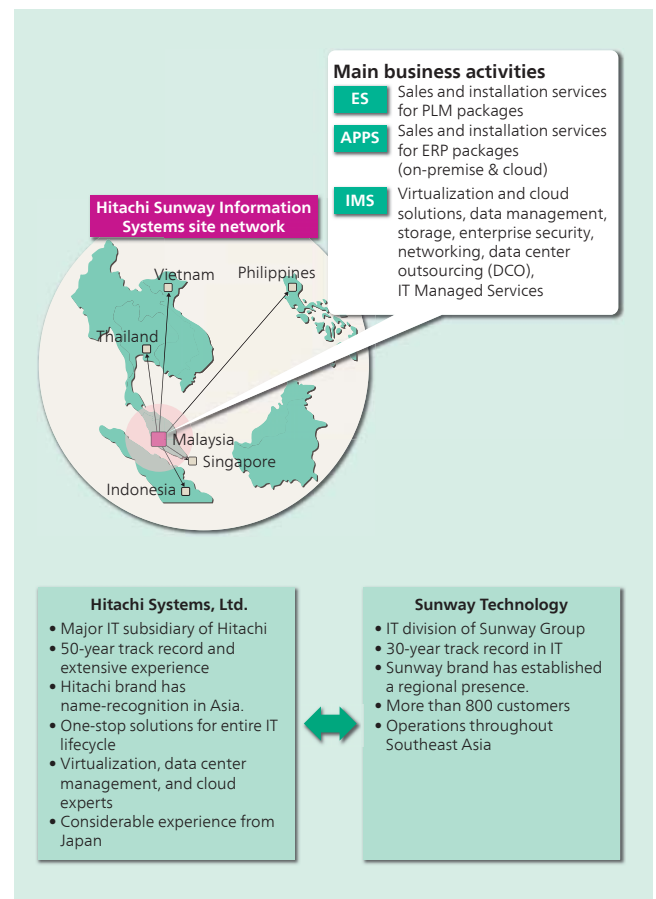 Main business activities
ES
Sales and installation services
for PLM packages
APPS
Sales and installation services
for ERP packages
(on-premise & cloud)
IMS
Virtualization and cloud
solutions, data management,
storage, enterprise security,
networking, data center
outsourcing (DCO),
IT Managed Services
Hitachi Sunway Information
Systems site network
Vietnam
Philippines
Thailand
Malaysia
Singapore
Indonesia
Hitachi Systems, Ltd.
• Major IT subsidiary of Hitachi
• 50-year track record and
extensive experience
• Hitachi brand has
name-recognition in Asia.
• One-stop solutions for entire IT
lifecycle
• Virtualization, data center
management, and cloud
experts
• Considerable experience from
Japan
Sunway Technology
• IT division of Sunway Group
• 30-year track record in IT
• Sunway brand has established
a regional presence.
• More than 800 customers
• Operations throughout
Southeast Asia